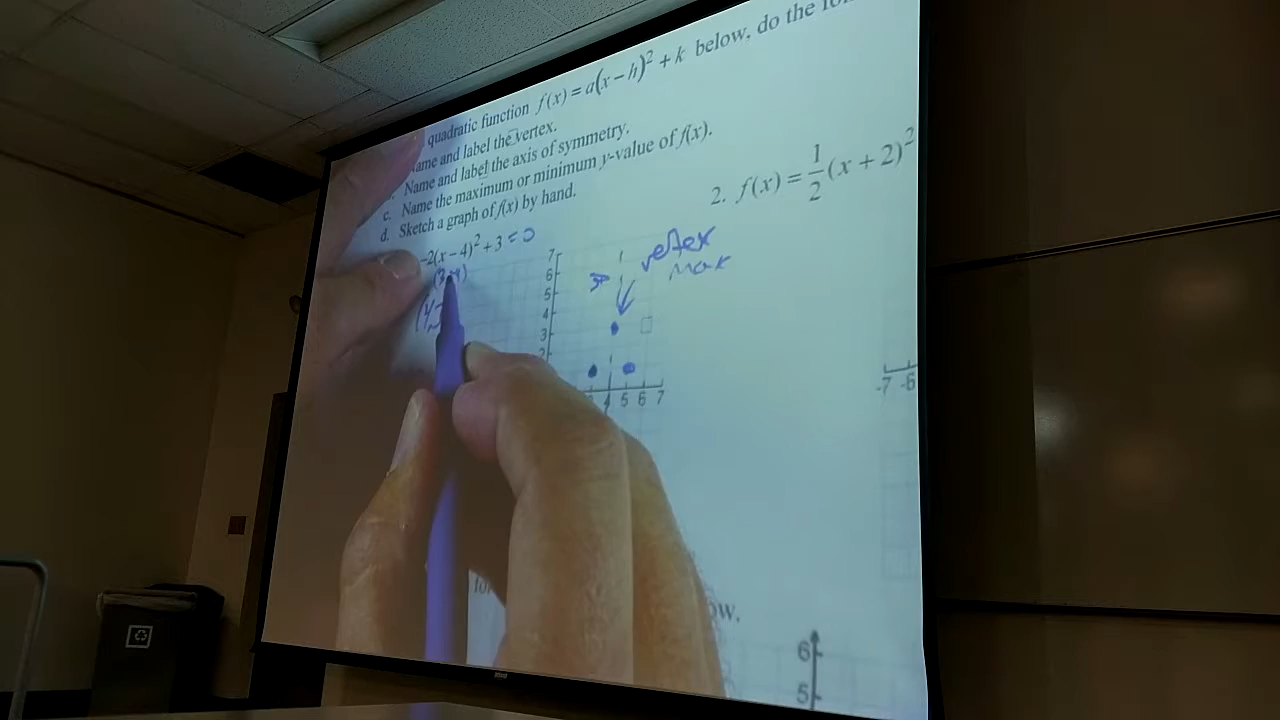 quadratic function f(x) = a(x – h)² + k below, do the
ame and label the vertex.
Name and label the axis of symmetry.
c. Name the maximum or minimum y-value of f(x).
d. Sketch a graph of f(x) by hand.
-2(x – 4)² + 3 = 0
2. f(x) = 1/2 (x + 2)²
vertex
max
7
6
5
4
3
2
4 5 6 7
-7 -6
ow.
6
5